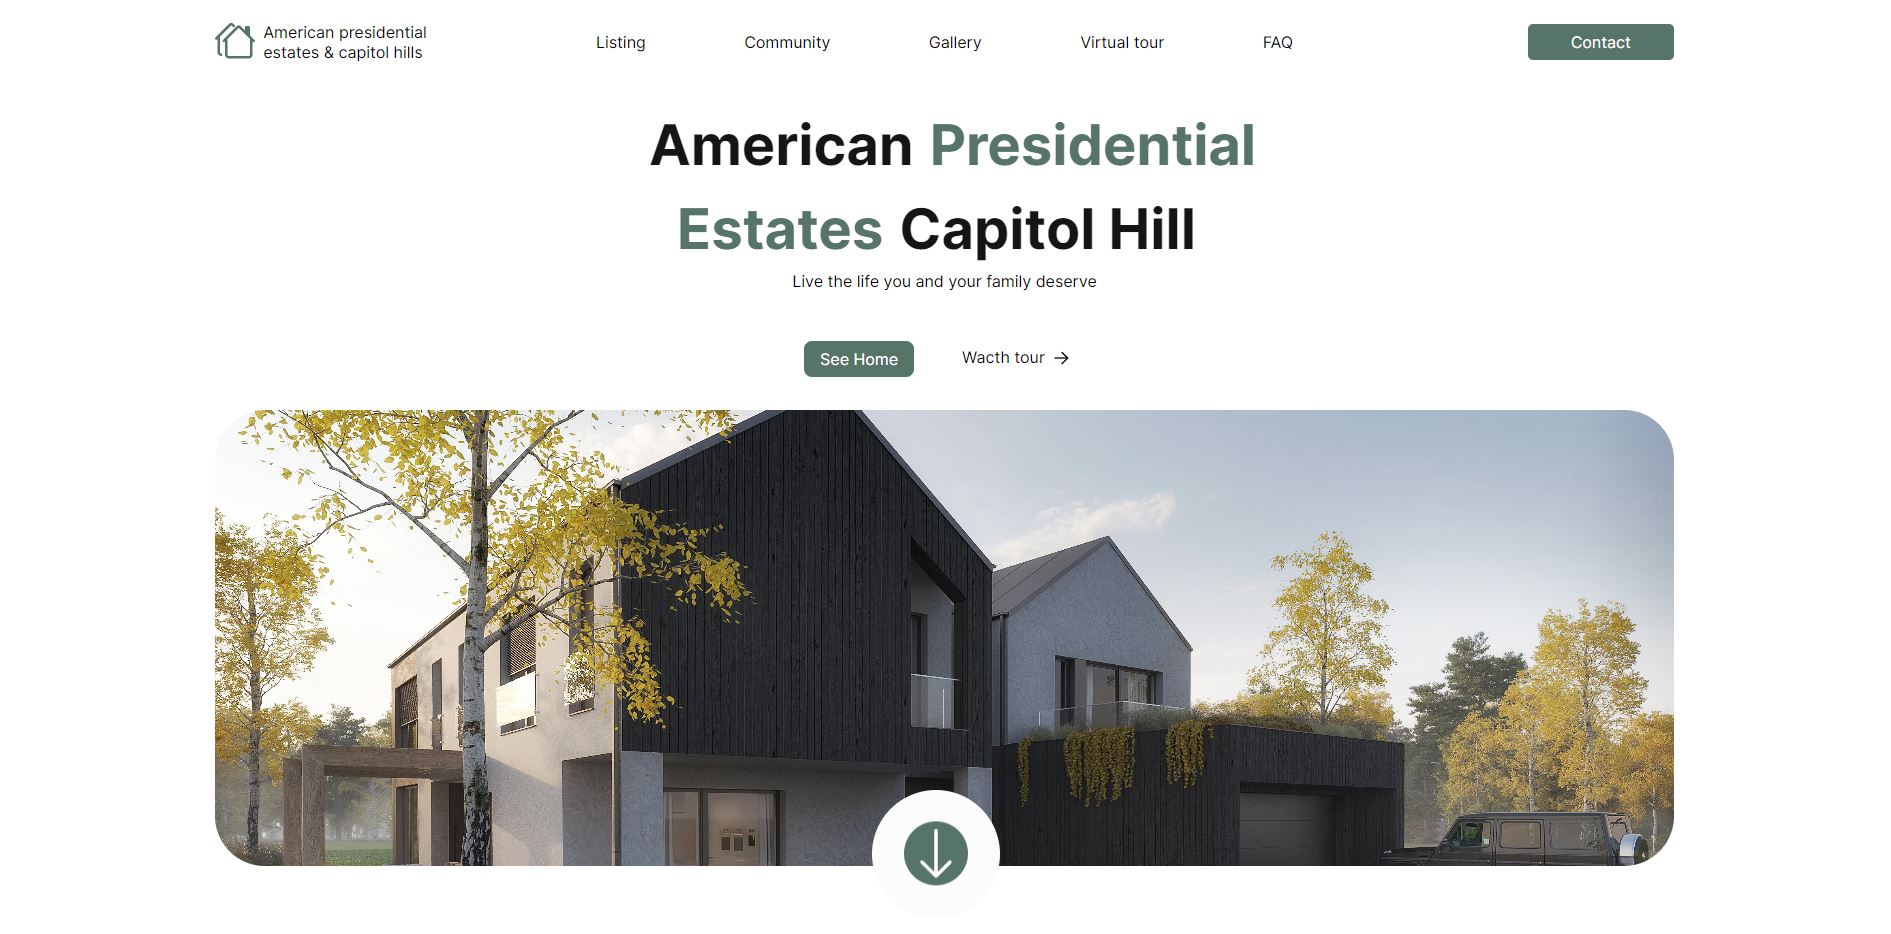 American presidential
estates & capitol hills
Listing
Community
Gallery
Virtual tour
FAQ
Contact
American Presidential
Estates Capitol Hill
Live the life you and your family deserve
See Home
Wacth tour